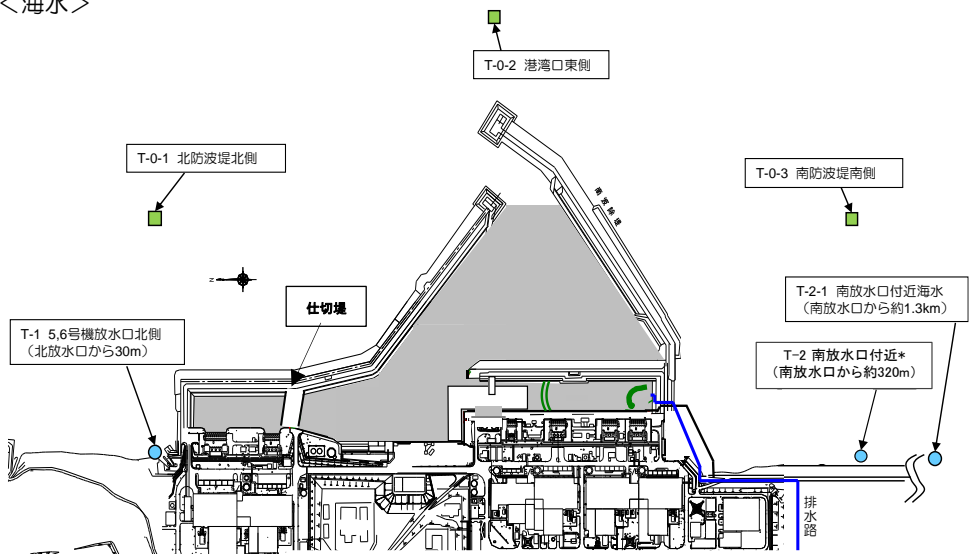 ＜海水＞
T-0-2 港湾口東側
T-0-1 北防波堤北側
T-0-3 南防波堤南側
南防波堤
N
仕切堤
T-2-1 南放水口付近海水
（南放水口から約1.3km）
T-1 5,6号機放水口北側
（北放水口から30m）
T-2 南放水口付近*
（南放水口から約320m）
排水路